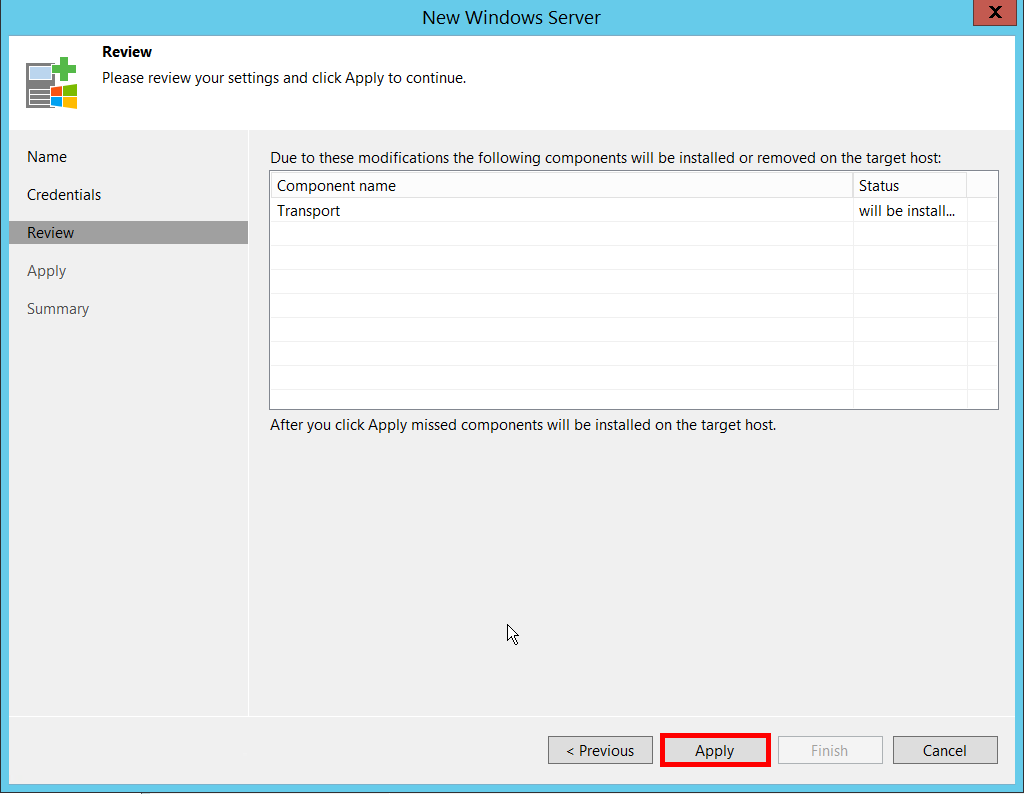 New Windows Server
X
Review
Please review your settings and click Apply to continue.
Name
Credentials
Review
Apply
Summary
Due to these modifications the following components will be installed or removed on the target host:
Component name Status
Transport will be install...
After you click Apply missed components will be installed on the target host.
< Previous Apply Finish Cancel